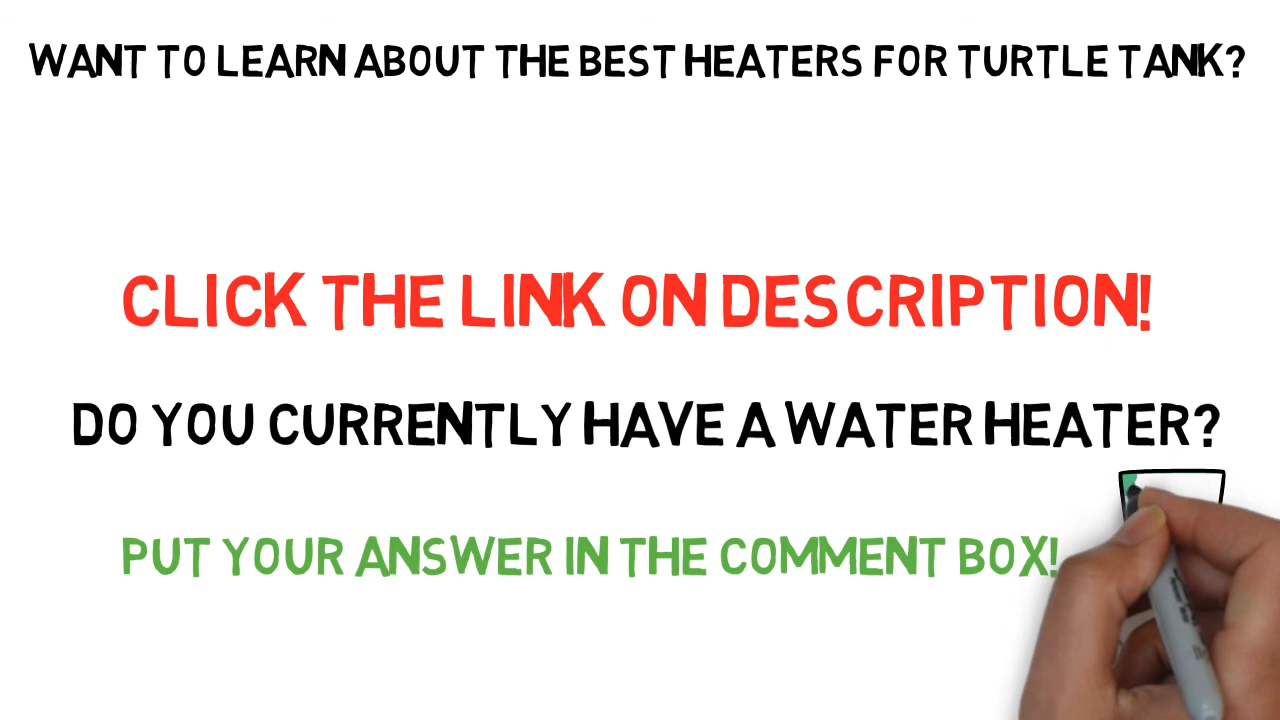 WANT TO LEARN ABOUT THE BEST HEATERS FOR TURTLE TANK?
CLICK THE LINK ON DESCRIPTION!
DO YOU CURRENTLY HAVE A WATER HEATER?
PUT YOUR ANSWER IN THE COMMENT BOX!